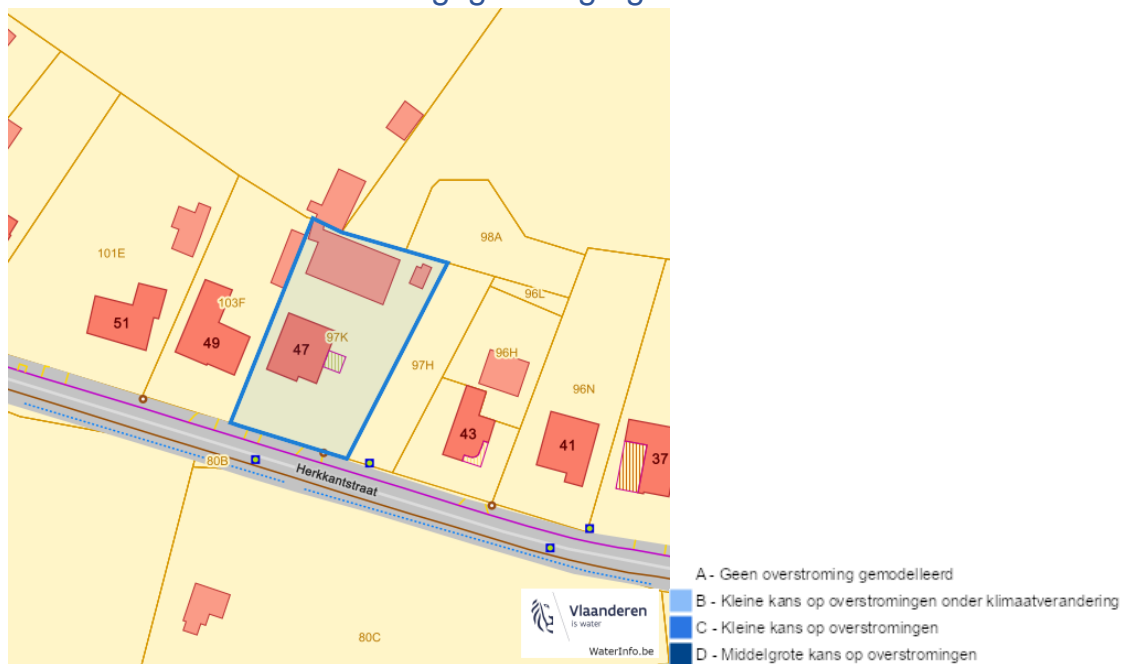 98A
101E
96L
103F
51
97K
49
47
96H
97H
96N
43
41
37
80B
Herkkantstraat
80C
Vlaanderen
is water
WaterInfo.be
A - Geen overstroming gemodelleerd
B - Kleine kans op overstromingen onder klimaatverandering
C - Kleine kans op overstromingen
D - Middelgrote kans op overstromingen